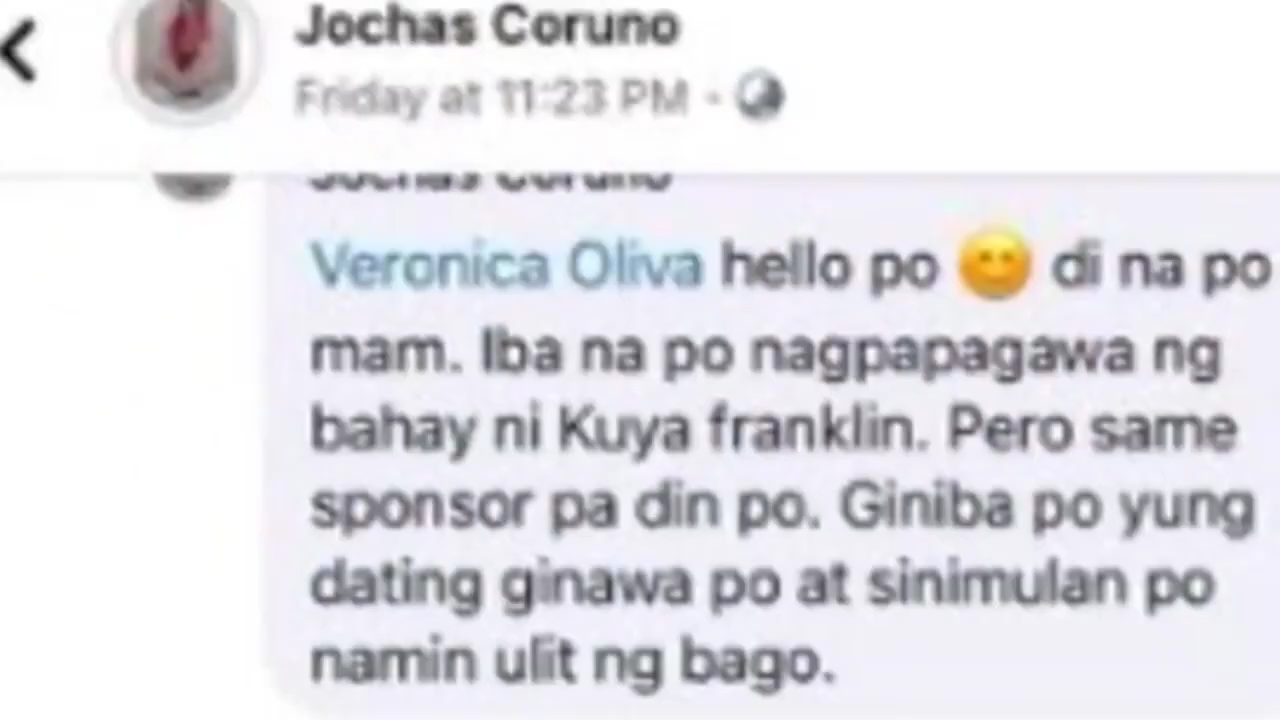 Jochas Coruno
Friday at 11:23 PM ·
Jochas Coruno
Veronica Oliva hello po 😊 di na po
mam. Iba na po nagpapagawa ng
bahay ni Kuya franklin. Pero same
sponsor pa din po. Giniba po yung
dating ginawa po at sinimulan po
namin ulit ng bago.